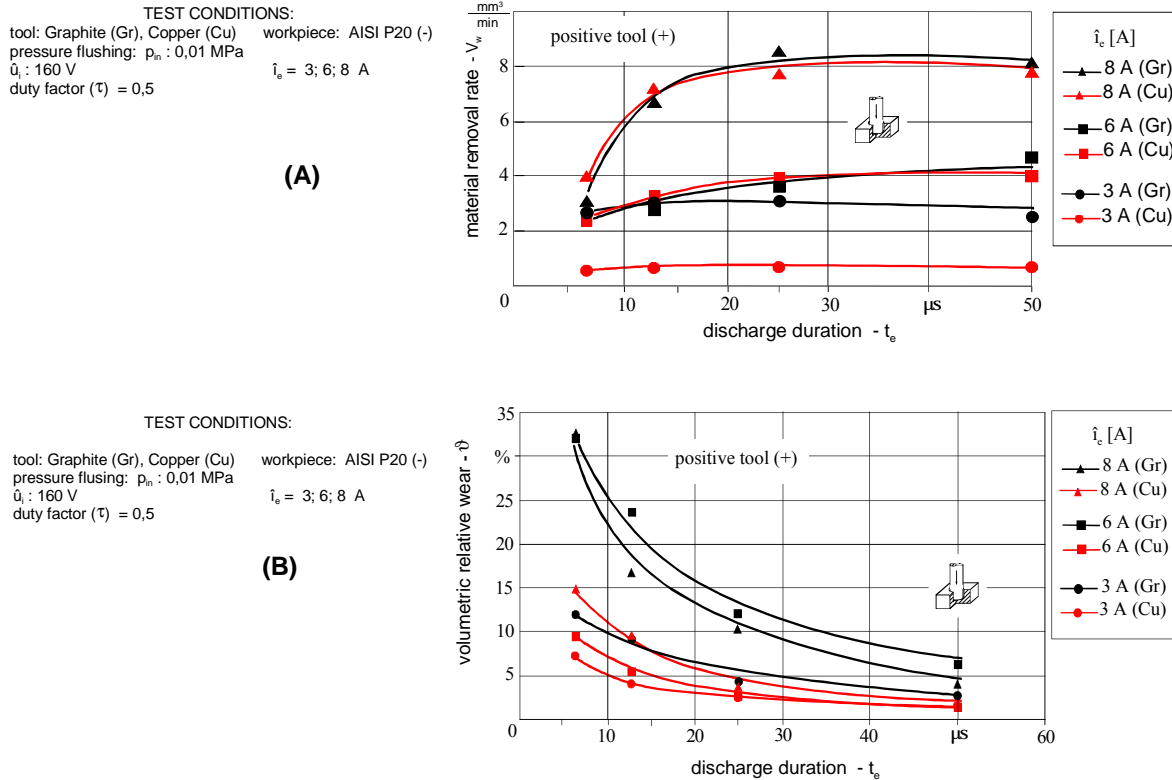 TEST CONDITIONS:
tool: Graphite (Gr), Copper (Cu) workpiece: AISI P20 (-)
pressure flushing: pin : 0,01 MPa
ûi : 160 V îe = 3; 6; 8 A
duty factor (τ) = 0,5
(A)
mm³
min
material removal rate - Vw
8
6
4
2
0
positive tool (+)
10 20 30 µs 50
discharge duration - te
îe [A]
8 A (Gr)
8 A (Cu)
6 A (Gr)
6 A (Cu)
3 A (Gr)
3 A (Cu)
TEST CONDITIONS:
tool: Graphite (Gr), Copper (Cu) workpiece: AISI P20 (-)
pressure flusing: pin : 0,01 MPa
ûi : 160 V îe = 3; 6; 8 A
duty factor (τ) = 0,5
(B)
volumetric relative wear - ϑ
35
%
25
20
15
10
5
0
positive tool (+)
10 20 30 40 µs 60
discharge duration - te
îe [A]
8 A (Gr)
8 A (Cu)
6 A (Gr)
6 A (Cu)
3 A (Gr)
3 A (Cu)